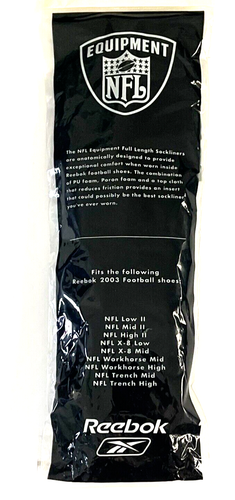 EQUIPMENT
NFL
The NFL Equipment Full Length Sockliners
are anatomically designed to provide
exceptional comfort when worn inside
Reebok football shoes. The combination
of PU foam, Poron foam and a top cloth
that reduces friction provides an insert
that could possibly be the best sockliner
you've ever worn.
Fits the following
Reebok 2003 Football shoes:
NFL Low II
NFL Mid II
NFL High II
NFL X-8 Low
NFL X-8 Mid
NFL Workhorse Mid
NFL Workhorse High
NFL Trench Mid
NFL Trench High
Reebok